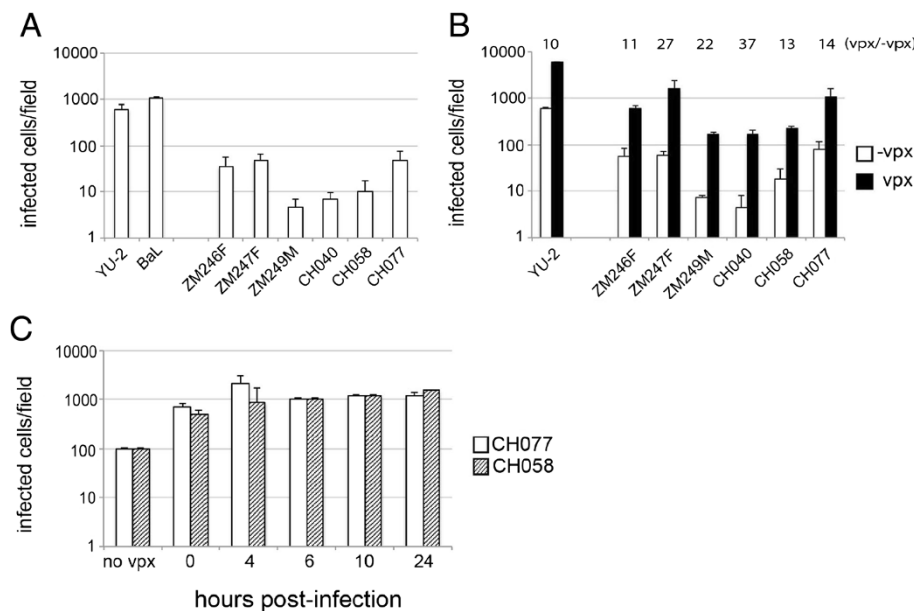 A
infected cells/field
10000
1000
100
10
1
YU-2
BaL
ZM246F
ZM247F
ZM249M
CH040
CH058
CH077
B
10 11 27 22 37 13 14 (vpx/-vpx)
infected cells/field
10000
1000
100
10
1
YU-2
ZM246F
ZM247F
ZM249M
CH040
CH058
CH077
-vpx
vpx
C
infected cells/field
10000
1000
100
10
1
no vpx 0 4 6 10 24
hours post-infection
CH077
CH058